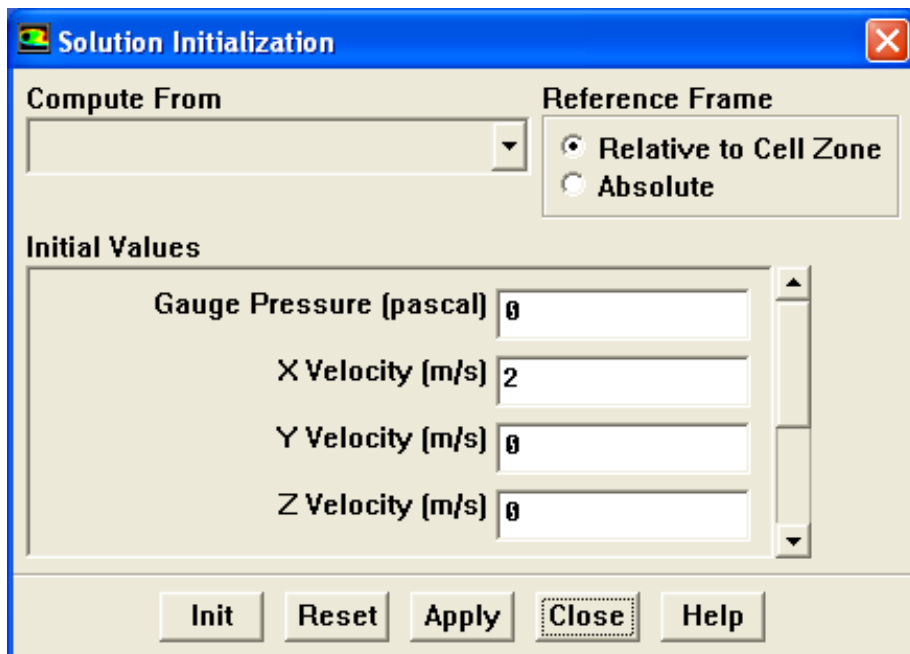 Solution Initialization
Compute From
Reference Frame
Relative to Cell Zone
Absolute
Initial Values
Gauge Pressure (pascal) 0
X Velocity (m/s) 2
Y Velocity (m/s) 0
Z Velocity (m/s) 0
Init Reset Apply Close Help